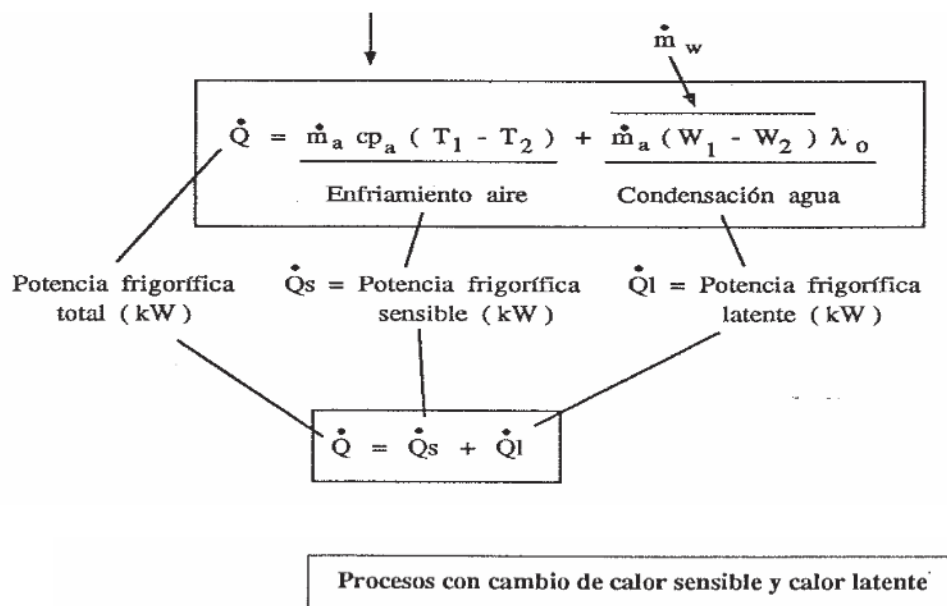 ṁ w
Q̇ = ṁa cpa ( T1 - T2 ) + ṁa ( W1 - W2 ) λo
Enfriamiento aire Condensación agua
Potencia frigorífica Q̇s = Potencia frigorífica Q̇l = Potencia frigorífica
total ( kW ) sensible ( kW ) latente ( kW )
Q̇ = Q̇s + Q̇l
Procesos con cambio de calor sensible y calor latente